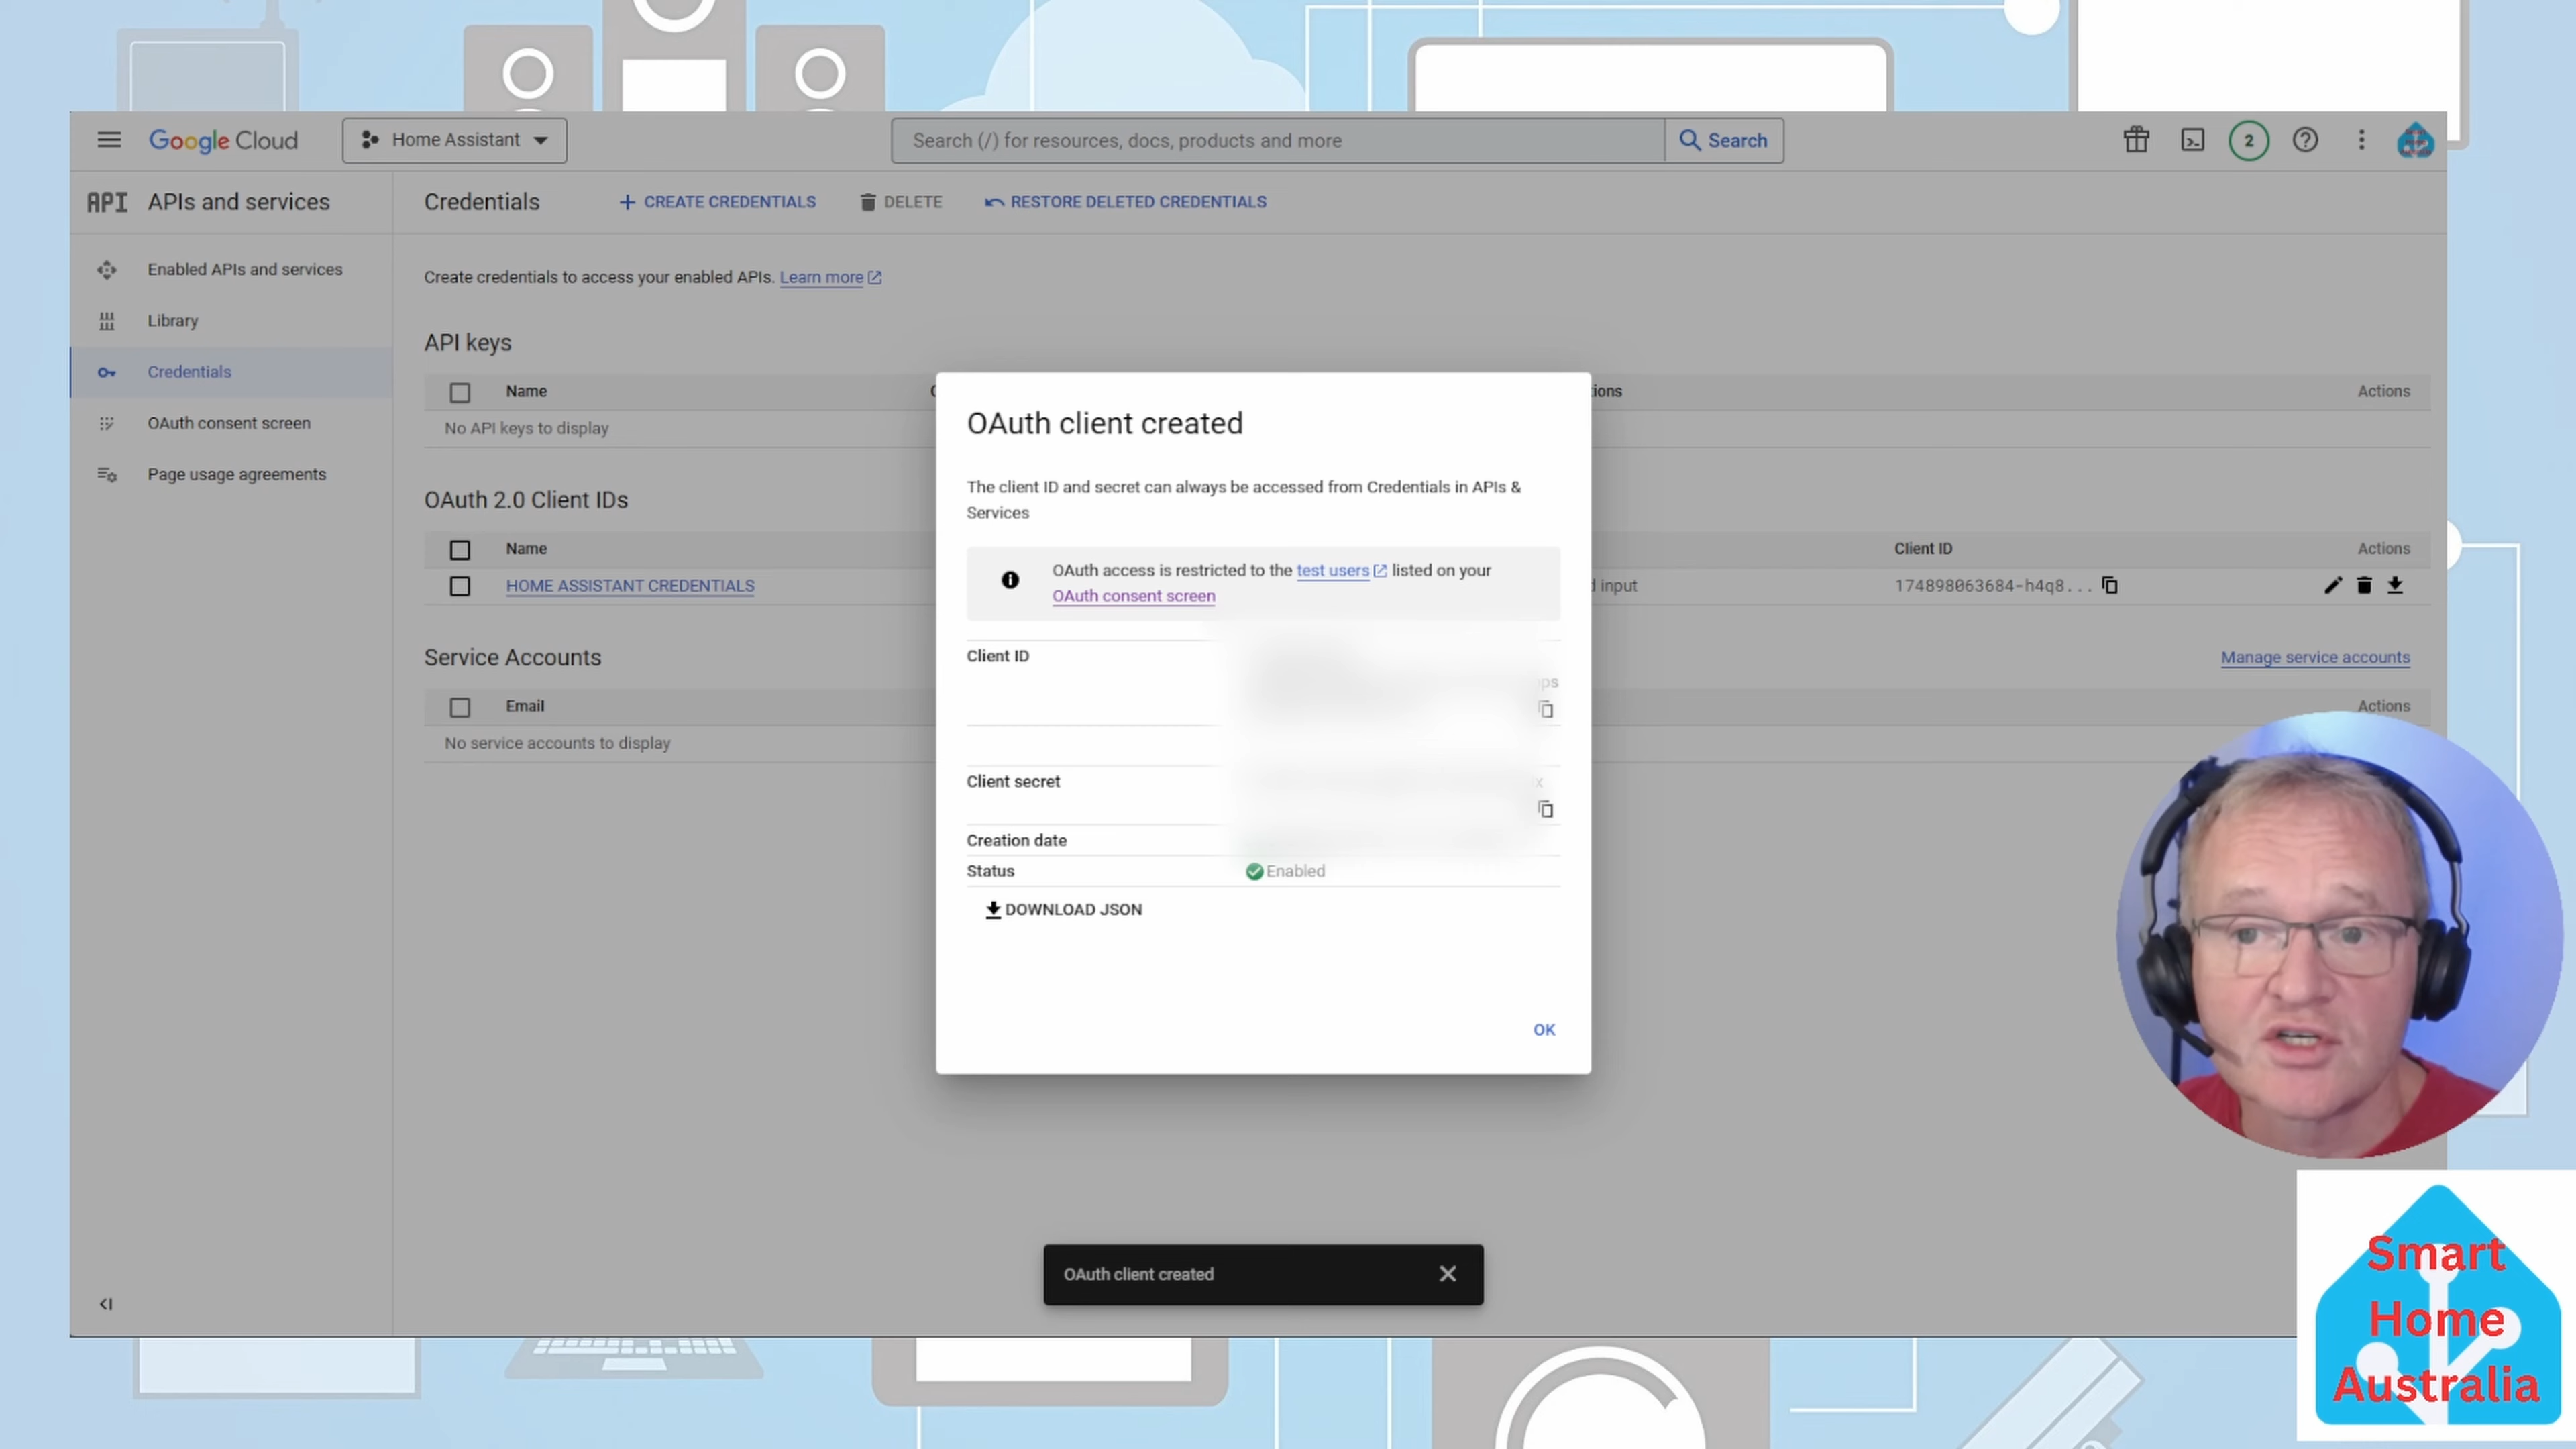 Google Cloud
Home Assistant
Search (/) for resources, docs, products and more
Search
2
API APIs and services
Credentials
CREATE CREDENTIALS
DELETE
RESTORE DELETED CREDENTIALS
Enabled APIs and services
Library
Credentials
OAuth consent screen
Page usage agreements
Create credentials to access your enabled APIs. Learn more
API keys
Name
Actions
No API keys to display
OAuth 2.0 Client IDs
Name
Client ID
Actions
HOME ASSISTANT CREDENTIALS
input
174898063684-h4q8...
Service Accounts
Manage service accounts
Email
Actions
No service accounts to display
OAuth client created
The client ID and secret can always be accessed from Credentials in APIs &
Services
OAuth access is restricted to the test users listed on your
OAuth consent screen
Client ID
Client secret
Creation date
Status
Enabled
DOWNLOAD JSON
OK
OAuth client created
Smart
Home
Australia